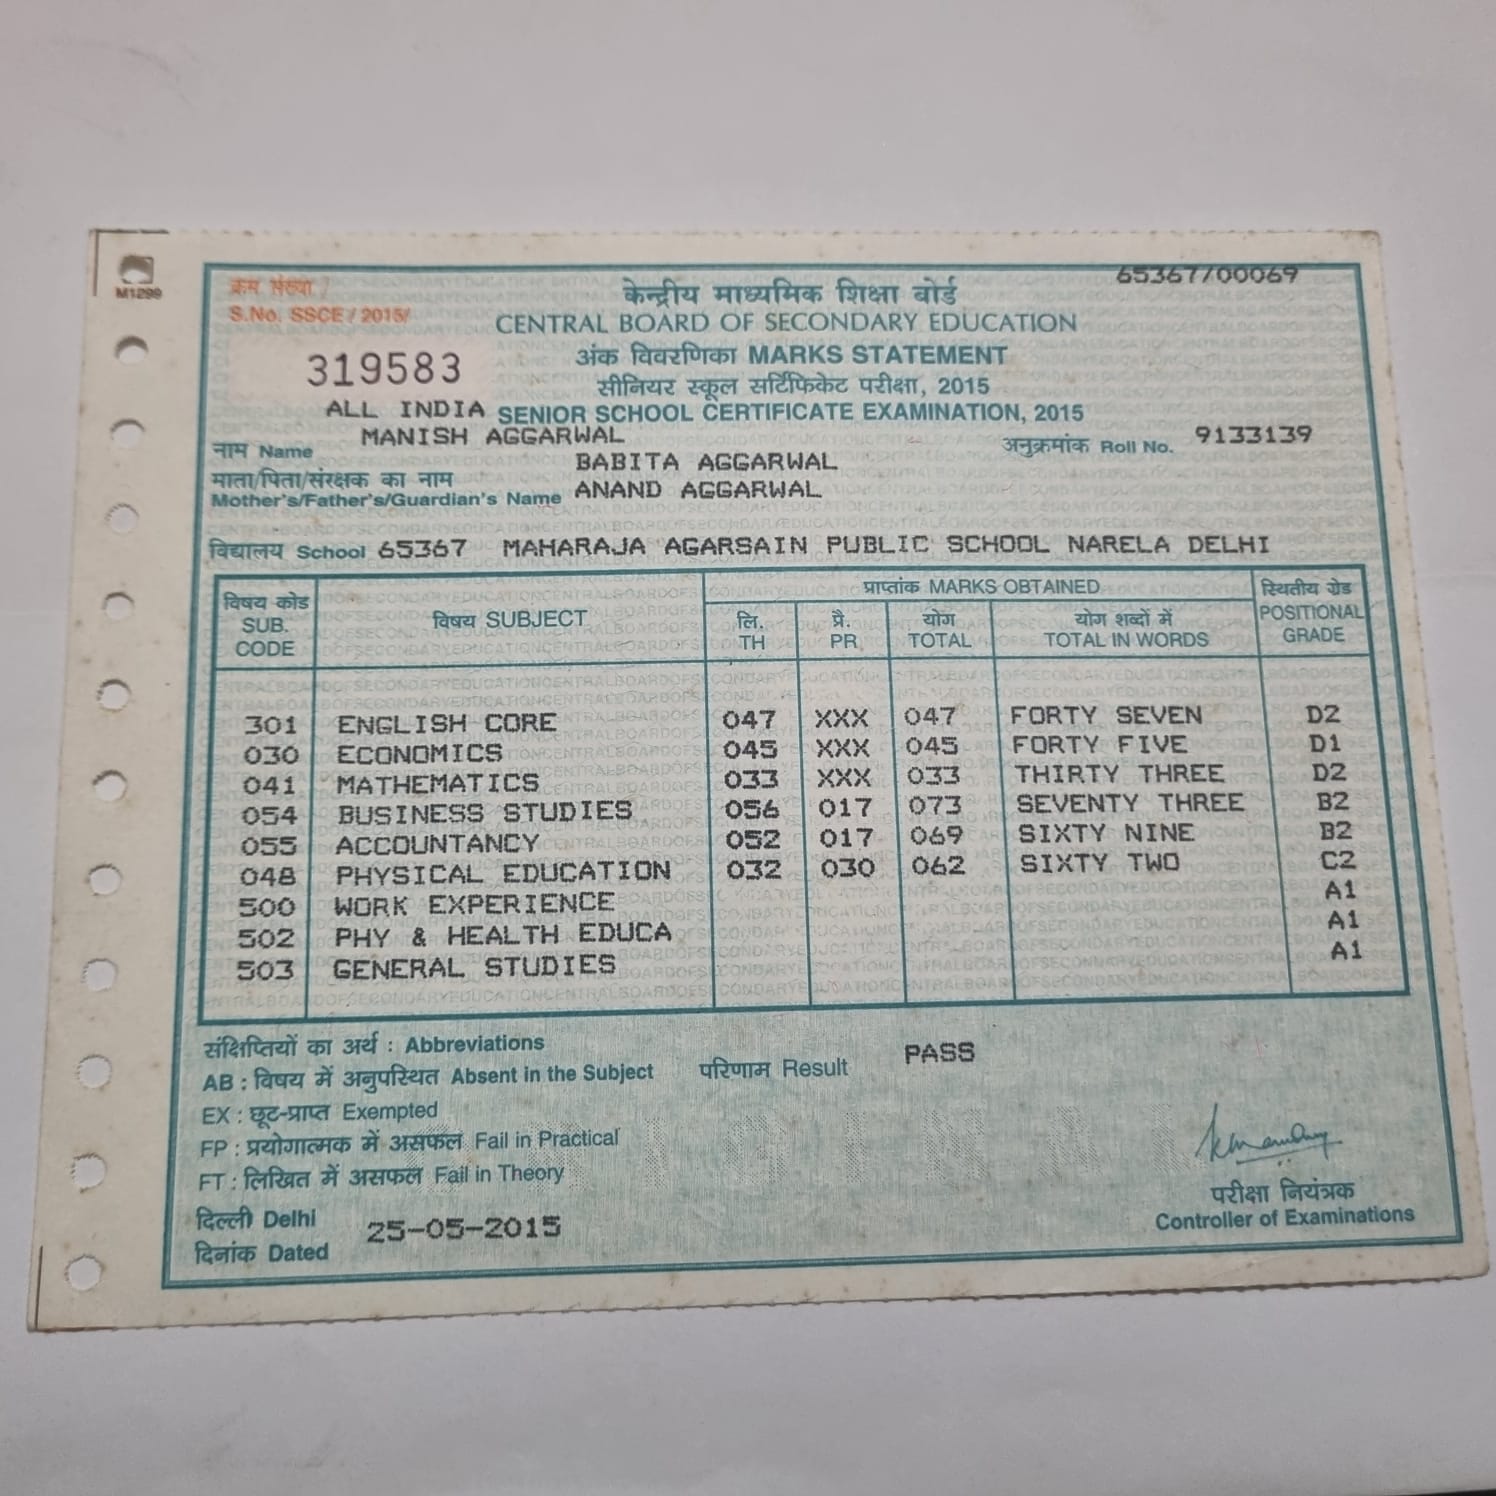 M1299
65367/00069
क्रम संख्या /
S.No. SSCE / 2015/
319583
केन्द्रीय माध्यमिक शिक्षा बोर्ड
CENTRAL BOARD OF SECONDARY EDUCATION
अंक विवरणिका MARKS STATEMENT
सीनियर स्कूल सर्टिफिकेट परीक्षा, 2015
ALL INDIA SENIOR SCHOOL CERTIFICATE EXAMINATION, 2015
नाम Name MANISH AGGARWAL अनुक्रमांक Roll No. 9133139
माता/पिता/संरक्षक का नाम BABITA AGGARWAL
Mother's/Father's/Guardian's Name ANAND AGGARWAL
विद्यालय School 65367 MAHARAJA AGARSAIN PUBLIC SCHOOL NARELA DELHI
विषय कोड SUB. CODE विषय SUBJECT प्राप्तांक MARKS OBTAINED स्थितीय ग्रेड POSITIONAL GRADE
लि. TH प्रै. PR योग TOTAL योग शब्दों में TOTAL IN WORDS
301 ENGLISH CORE 047 XXX 047 FORTY SEVEN D2
030 ECONOMICS 045 XXX 045 FORTY FIVE D1
041 MATHEMATICS 033 XXX 033 THIRTY THREE D2
054 BUSINESS STUDIES 056 017 073 SEVENTY THREE B2
055 ACCOUNTANCY 052 017 069 SIXTY NINE B2
048 PHYSICAL EDUCATION 032 030 062 SIXTY TWO C2
500 WORK EXPERIENCE A1
502 PHY & HEALTH EDUCA A1
503 GENERAL STUDIES A1
संक्षिप्तियों का अर्थ : Abbreviations
AB : विषय में अनुपस्थित Absent in the Subject परिणाम Result PASS
EX : छूट-प्राप्त Exempted
FP : प्रयोगात्मक में असफल Fail in Practical
FT : लिखित में असफल Fail in Theory
दिल्ली Delhi
दिनांक Dated 25-05-2015
परीक्षा नियंत्रक
Controller of Examinations